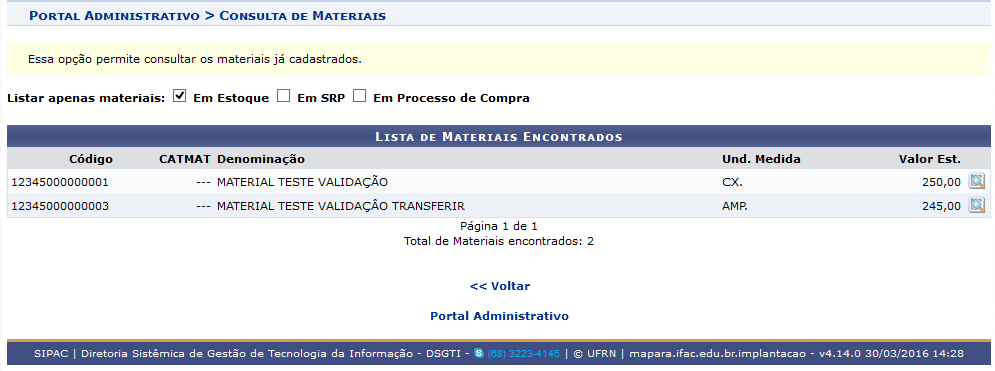 Portal Administrativo > Consulta de Materiais
Essa opção permite consultar os materiais já cadastrados.
Listar apenas materiais: Em Estoque Em SRP Em Processo de Compra
Lista de Materiais Encontrados
Código CATMAT Denominação Und. Medida Valor Est.
12345000000001 --- MATERIAL TESTE VALIDAÇÃO CX. 250,00
12345000000003 --- MATERIAL TESTE VALIDAÇÂO TRANSFERIR AMP. 245,00
Página 1 de 1
Total de Materiais encontrados: 2
<< Voltar
Portal Administrativo
SIPAC | Diretoria Sistêmica de Gestão de Tecnologia da Informação - DSGTI - (68) 3223-4145 | © UFRN | mapara.ifac.edu.br.implantacao - v4.14.0 30/03/2016 14:28